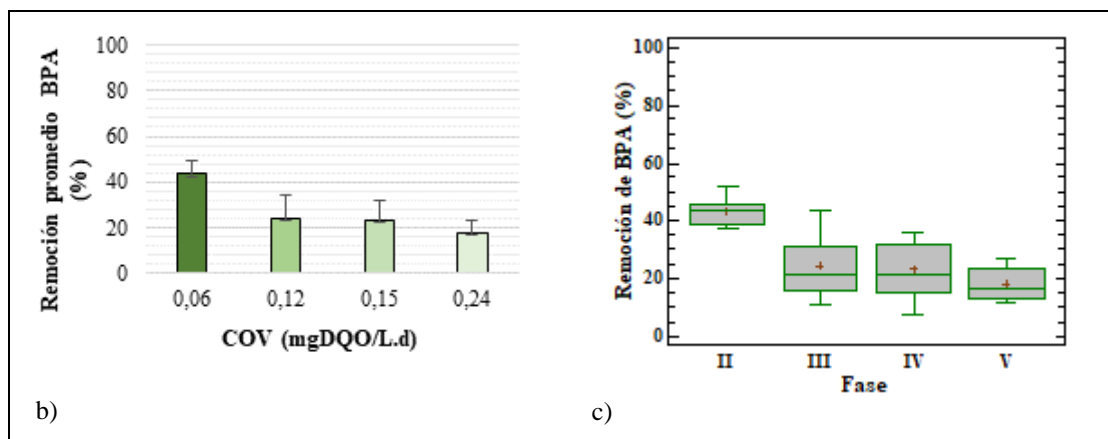 Remoción promedio BPA
(%)
100
80
60
40
20
0
0,06 0,12 0,15 0,24
COV (mgDQO/L.d)
b)
Remoción de BPA (%)
100
80
60
40
20
0
II III IV V
Fase
c)